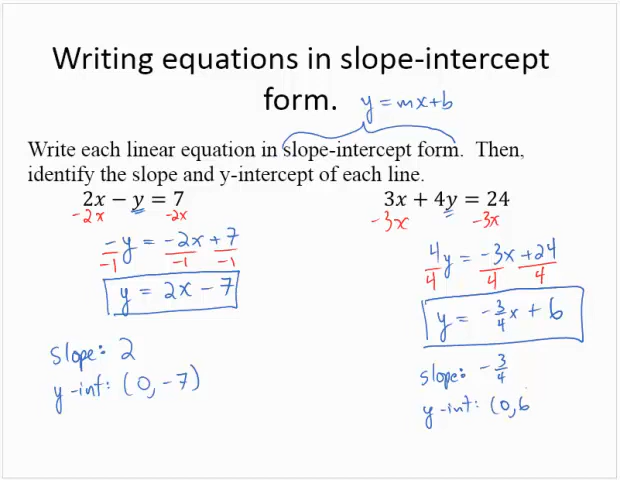 Writing equations in slope-intercept
form. y = mx+b
Write each linear equation in slope-intercept form. Then,
identify the slope and y-intercept of each line.
2x − y = 7
-2x -2x
-y = -2x + 7
-1 -1 -1
y = 2x - 7
slope: 2
y-int: (0, -7)
3x + 4y = 24
-3x -3x
4y = -3x + 24
4 4 4
y = -3/4 x + 6
slope: -3/4
y-int: (0,6